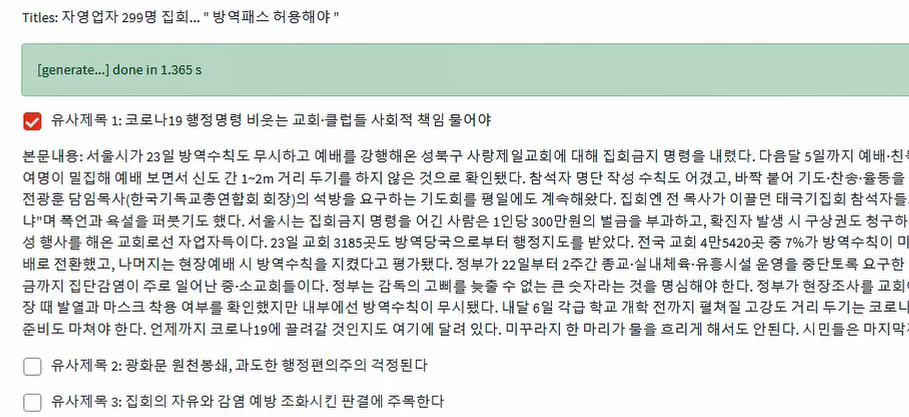 Titles: 자영업자 299명 집회... " 방역패스 허용해야 "
[generate...] done in 1.365 s
유사제목 1: 코로나19 행정명령 비웃는 교회·클럽들 사회적 책임 물어야
본문내용: 서울시가 23일 방역수칙도 무시하고 예배를 강행해온 성북구 사랑제일교회에 대해 집회금지 명령을 내렸다. 다음달 5일까지 예배·친목
여명이 밀집해 예배 보면서 신도 간 1~2m 거리 두기를 하지 않은 것으로 확인됐다. 참석자 명단 작성 수칙도 어겼고, 바짝 붙어 기도·찬송·율동을
전광훈 담임목사(한국기독교총연합회 회장)의 석방을 요구하는 기도회를 평일에도 계속해왔다. 집회엔 전 목사가 이끌던 태극기집회 참석자들
냐"며 폭언과 욕설을 퍼붓기도 했다. 서울시는 집회금지 명령을 어긴 사람은 1인당 300만원의 벌금을 부과하고, 확진자 발생 시 구상권도 청구하
성 행사를 해온 교회로선 자업자득이다. 23일 교회 3185곳도 방역당국으로부터 행정지도를 받았다. 전국 교회 4만5420곳 중 7%가 방역수칙이 미
배로 전환했고, 나머지는 현장예배 시 방역수칙을 지켰다고 평가됐다. 정부가 22일부터 2주간 종교·실내체육·유흥시설 운영을 중단토록 요구한
금까지 집단감염이 주로 일어난 중·소교회들이다. 정부는 감독의 고삐를 늦출 수 없는 큰 숫자라는 것을 명심해야 한다. 정부가 현장조사를 교회
장 때 발열과 마스크 착용 여부를 확인했지만 내부에선 방역수칙이 무시됐다. 내달 6일 각급 학교 개학 전까지 펼쳐질 고강도 거리 두기는 코로나
준비도 마쳐야 한다. 언제까지 코로나19에 끌려갈 것인지도 여기에 달려 있다. 미꾸라지 한 마리가 물을 흐리게 해서도 안된다. 시민들은 마지막
유사제목 2: 광화문 원천봉쇄, 과도한 행정편의주의 걱정된다
유사제목 3: 집회의 자유와 감염 예방 조화시킨 판결에 주목한다